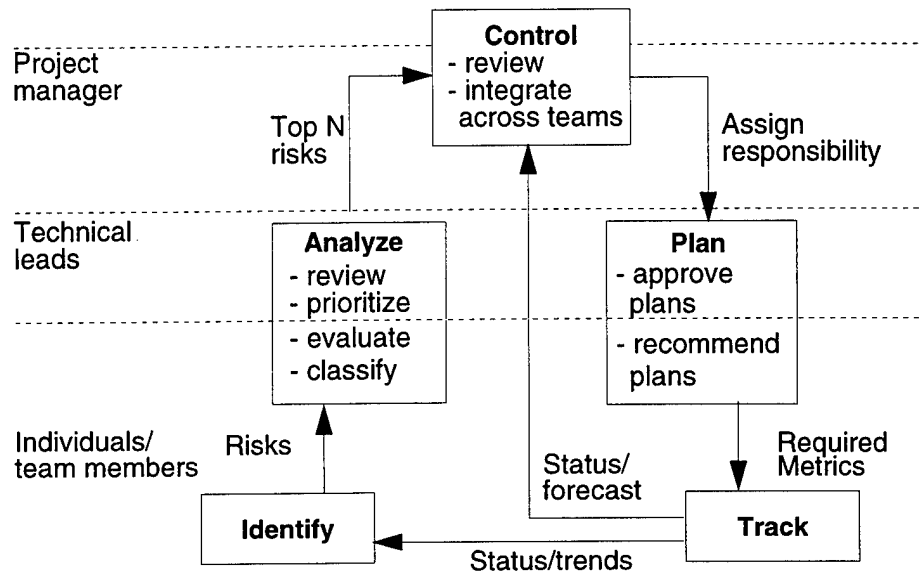 Control
- review
- integrate
across teams
Project
manager
Top N
risks
Assign
responsibility
Technical
leads
Analyze
- review
- prioritize
- evaluate
- classify
Plan
- approve
plans
- recommend
plans
Individuals/
team members
Risks
Status/
forecast
Required
Metrics
Identify
Track
Status/trends